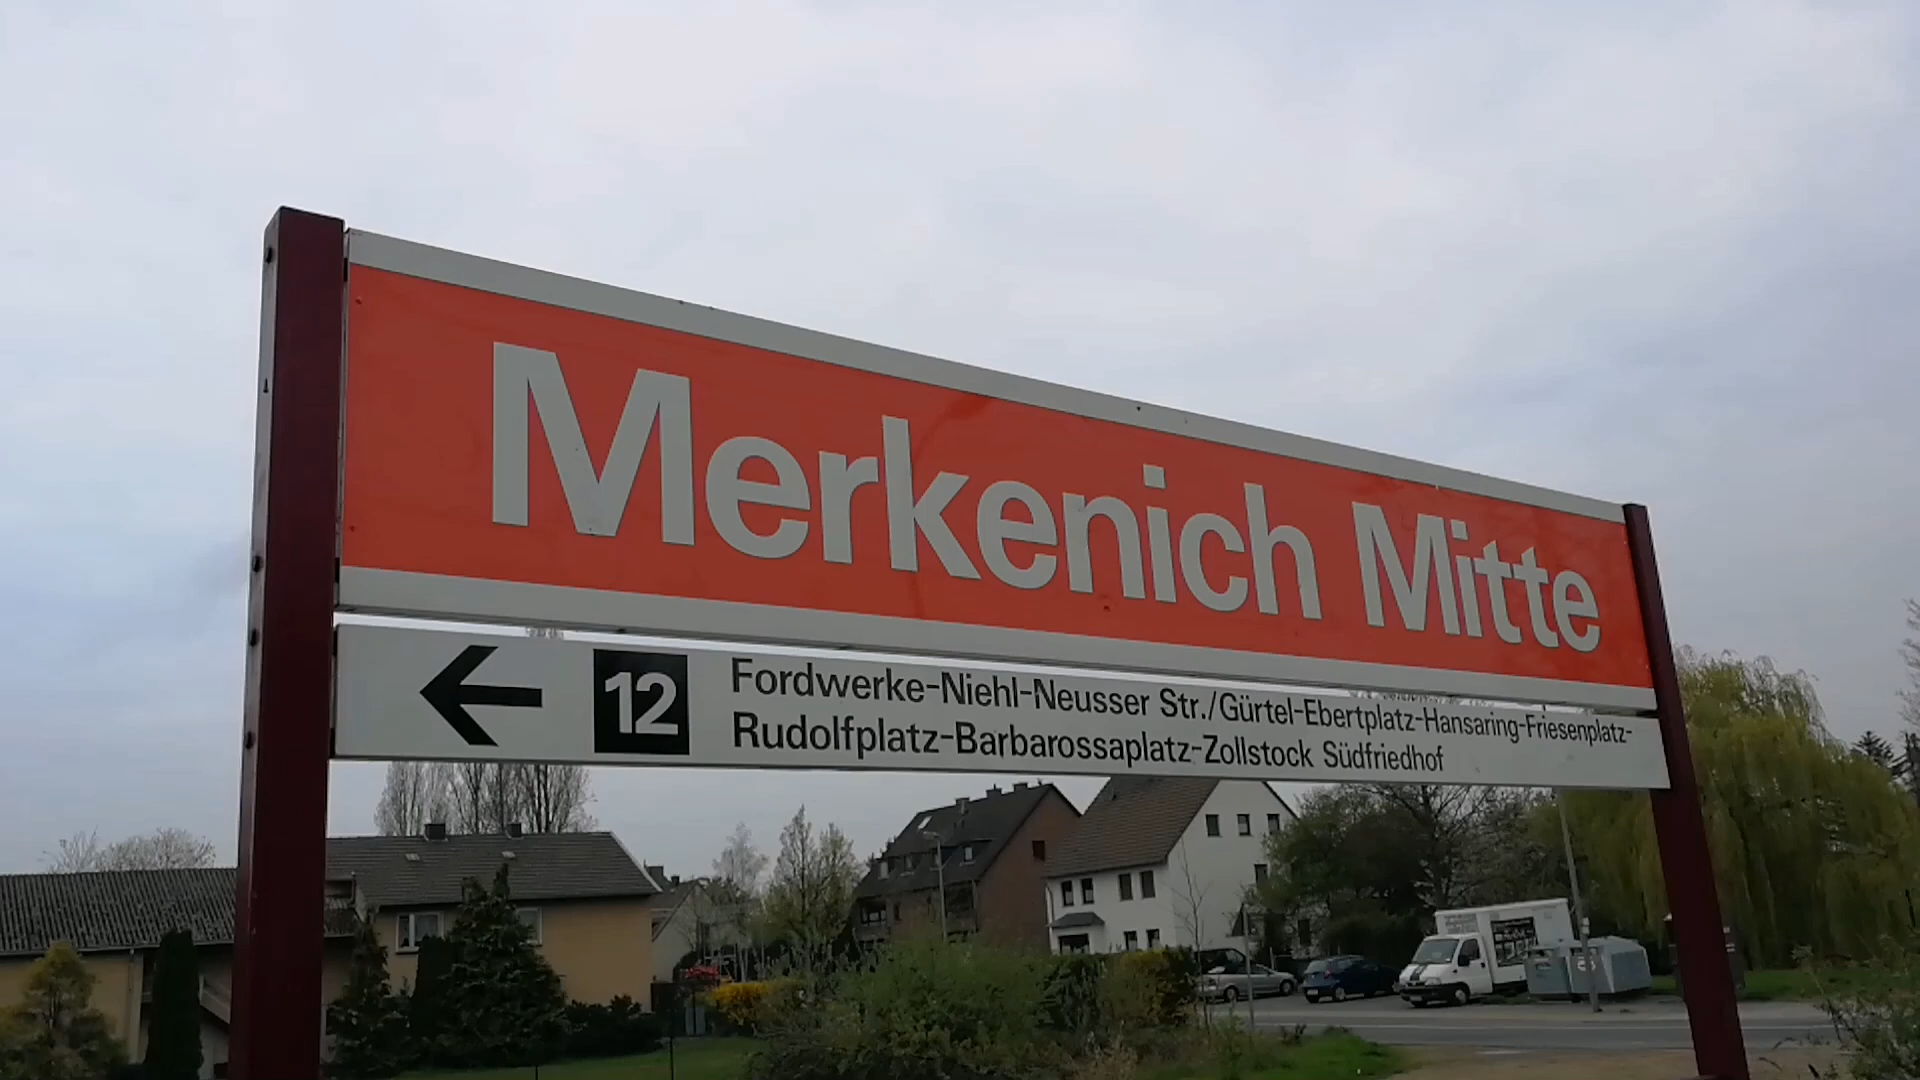 Merkenich Mitte
12 Fordwerke-Niehl-Neusser Str./Gürtel-Ebertplatz-Hansaring-Friesenplatz-
Rudolfplatz-Barbarossaplatz-Zollstock Südfriedhof